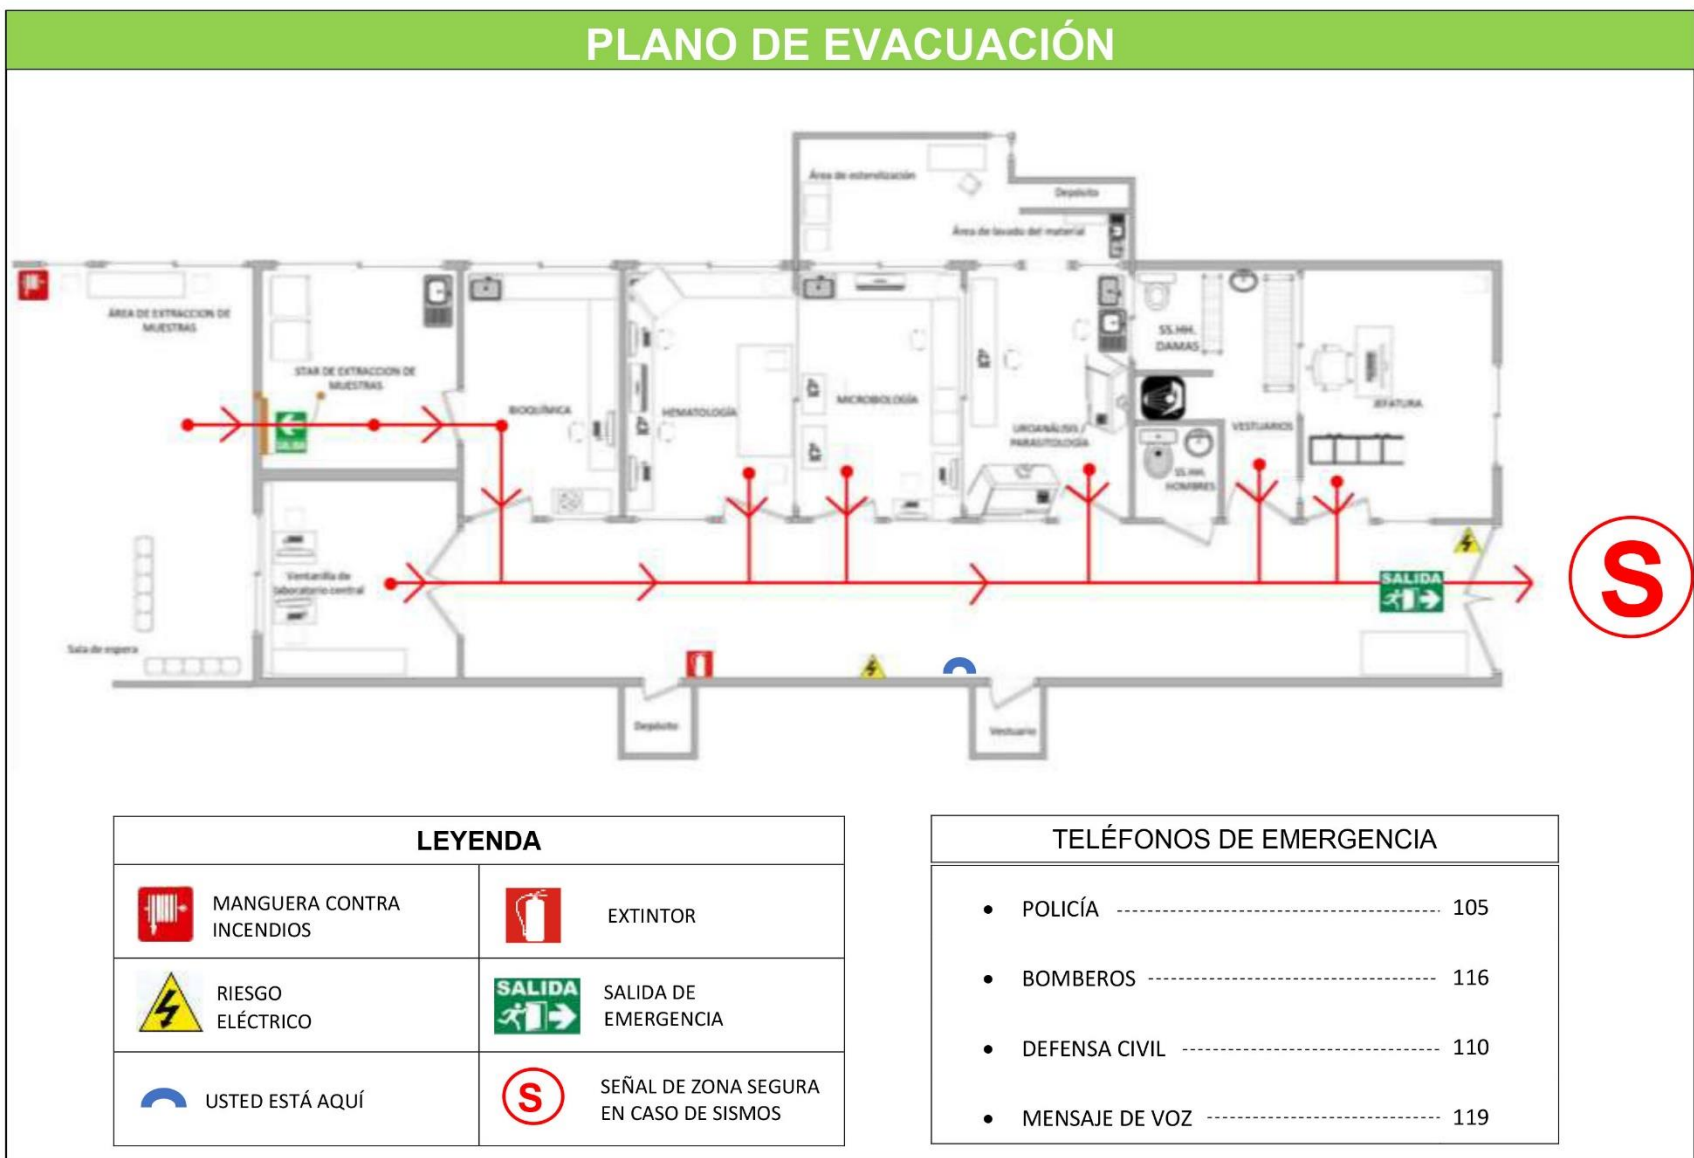 PLANO DE EVACUACIÓN
Área de esterelización
Depósito
Área de lavado del material
ÁREA DE EXTRACCION DE
MUESTRAS
STAR DE EXTRACCION DE
MUESTRAS
SALIDA
BIOQUÍMICA
HEMATOLOGÍA
MICROBIOLOGÍA
UROANÁLISIS /
PARASITOLOGÍA
SS.HH.
DAMAS
SS.HH.
HOMBRES
VESTUARIOS
JEFATURA
Ventanilla de
laboratorio central
Sala de espera
SALIDA
S
Depósito
Vestuario
LEYENDA
MANGUERA CONTRA
INCENDIOS
EXTINTOR
RIESGO
ELÉCTRICO
SALIDA
SALIDA DE
EMERGENCIA
USTED ESTÁ AQUÍ
S
SEÑAL DE ZONA SEGURA
EN CASO DE SISMOS
TELÉFONOS DE EMERGENCIA
• POLICÍA ---------------------------------------- 105
• BOMBEROS ------------------------------------ 116
• DEFENSA CIVIL -------------------------------- 110
• MENSAJE DE VOZ ----------------------------- 119